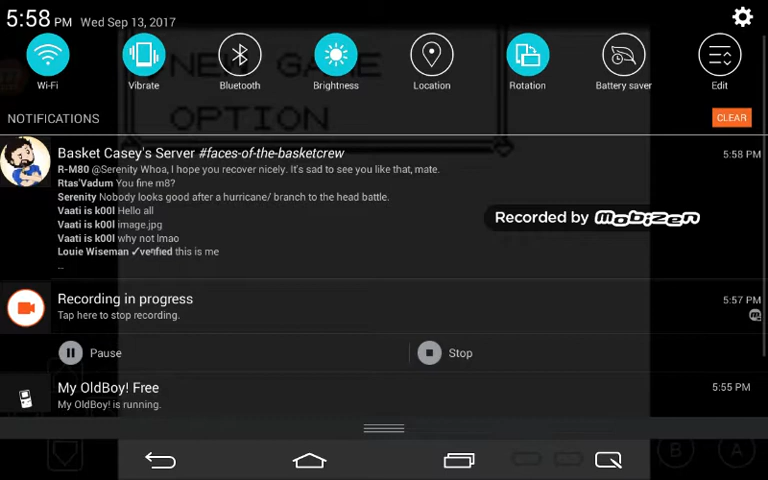 5:58 PM Wed Sep 13, 2017
NEW GAME
Wi-Fi Vibrate Bluetooth Brightness Location Rotation Battery saver Edit
OPTION
NOTIFICATIONS CLEAR
Basket Casey's Server #faces-of-the-basketcrew 5:58 PM
R-M80 @Serenity Whoa, I hope you recover nicely. It's sad to see you like that, mate.
Rtas'Vadum You fine m8?
Serenity Nobody looks good after a hurricane/ branch to the head battle.
Vaati is k00l Hello all
Vaati is k00l image.jpg
Vaati is k00l why not lmao
Louie Wiseman ✓verified this is me
...
Recorded by mobizen
Recording in progress 5:57 PM
Tap here to stop recording.
Pause Stop
My OldBoy! Free 5:55 PM
My OldBoy! is running.
B A